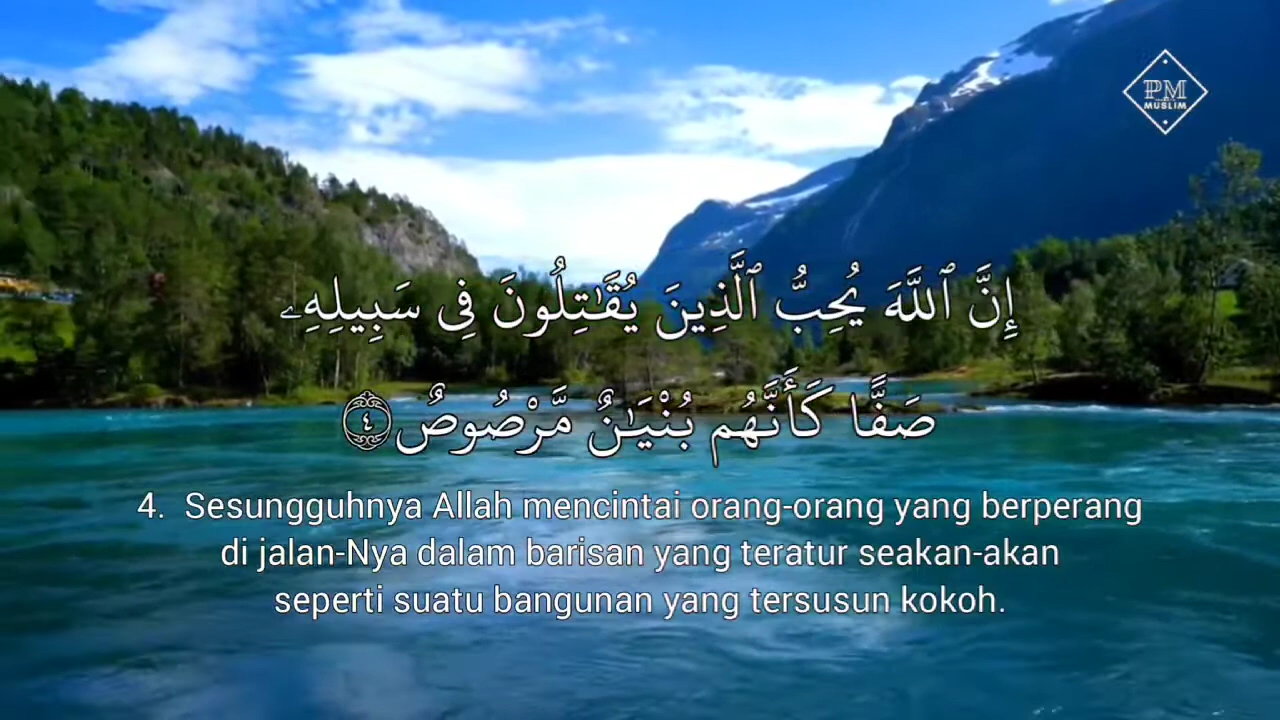 PM
MUSLIM
إِنَّ ٱللَّهَ يُحِبُّ ٱلَّذِينَ يُقَٰتِلُونَ فِى سَبِيلِهِۦ
صَفًّا كَأَنَّهُم بُنْيَٰنٌ مَّرْصُوصٌ ٤
4. Sesungguhnya Allah mencintai orang-orang yang berperang
di jalan-Nya dalam barisan yang teratur seakan-akan
seperti suatu bangunan yang tersusun kokoh.